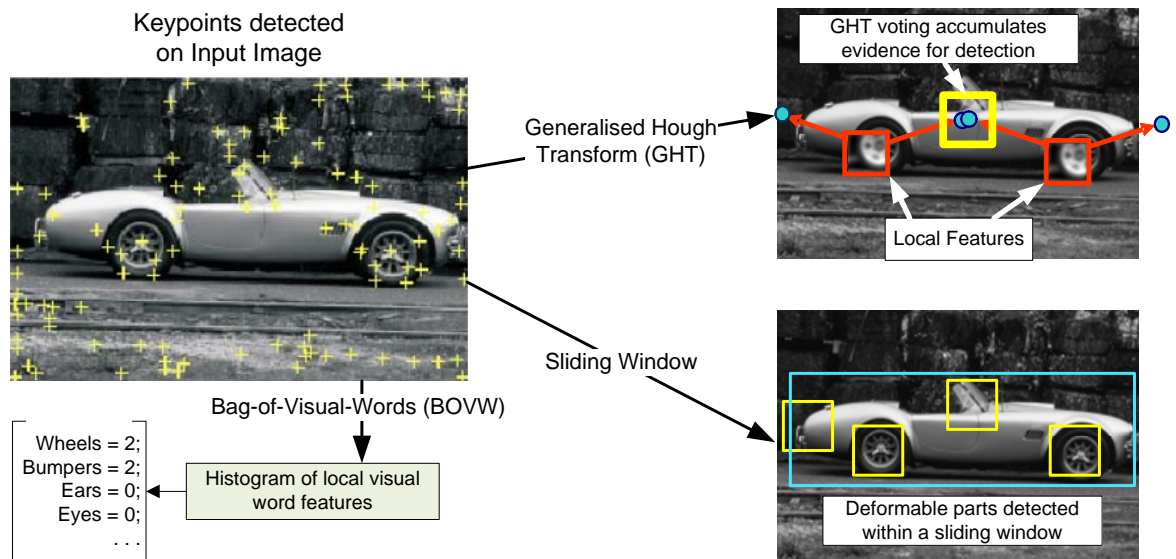 Keypoints detected
on Input Image
GHT voting accumulates
evidence for detection
Generalised Hough
Transform (GHT)
Local Features
Sliding Window
Bag-of-Visual-Words (BOVW)
Wheels = 2;
Bumpers = 2;
Ears = 0;
Eyes = 0;
. . .
Histogram of local visual
word features
Deformable parts detected
within a sliding window